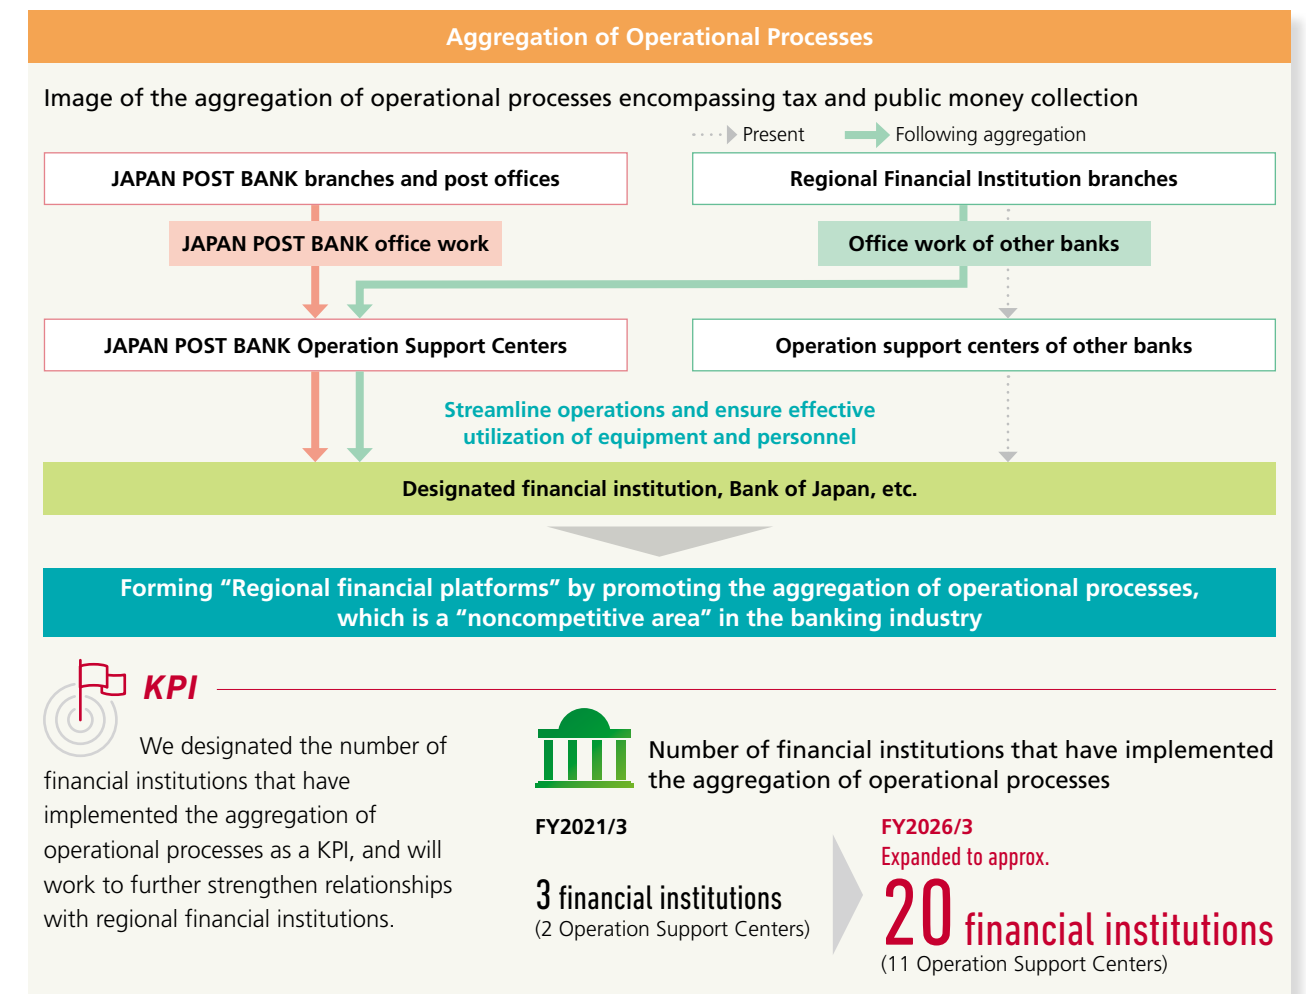 Aggregation of Operational Processes
Image of the aggregation of operational processes encompassing tax and public money collection
Present
Following aggregation
JAPAN POST BANK branches and post offices
Regional Financial Institution branches
JAPAN POST BANK office work
Office work of other banks
JAPAN POST BANK Operation Support Centers
Operation support centers of other banks
Streamline operations and ensure effective
utilization of equipment and personnel
Designated financial institution, Bank of Japan, etc.
Forming “Regional financial platforms” by promoting the aggregation of operational processes,
which is a “noncompetitive area” in the banking industry
KPI
We designated the number of
financial institutions that have
implemented the aggregation of
operational processes as a KPI, and will
work to further strengthen relationships
with regional financial institutions.
Number of financial institutions that have implemented
the aggregation of operational processes
FY2021/3
3 financial institutions
(2 Operation Support Centers)
FY2026/3
Expanded to approx.
20 financial institutions
(11 Operation Support Centers)